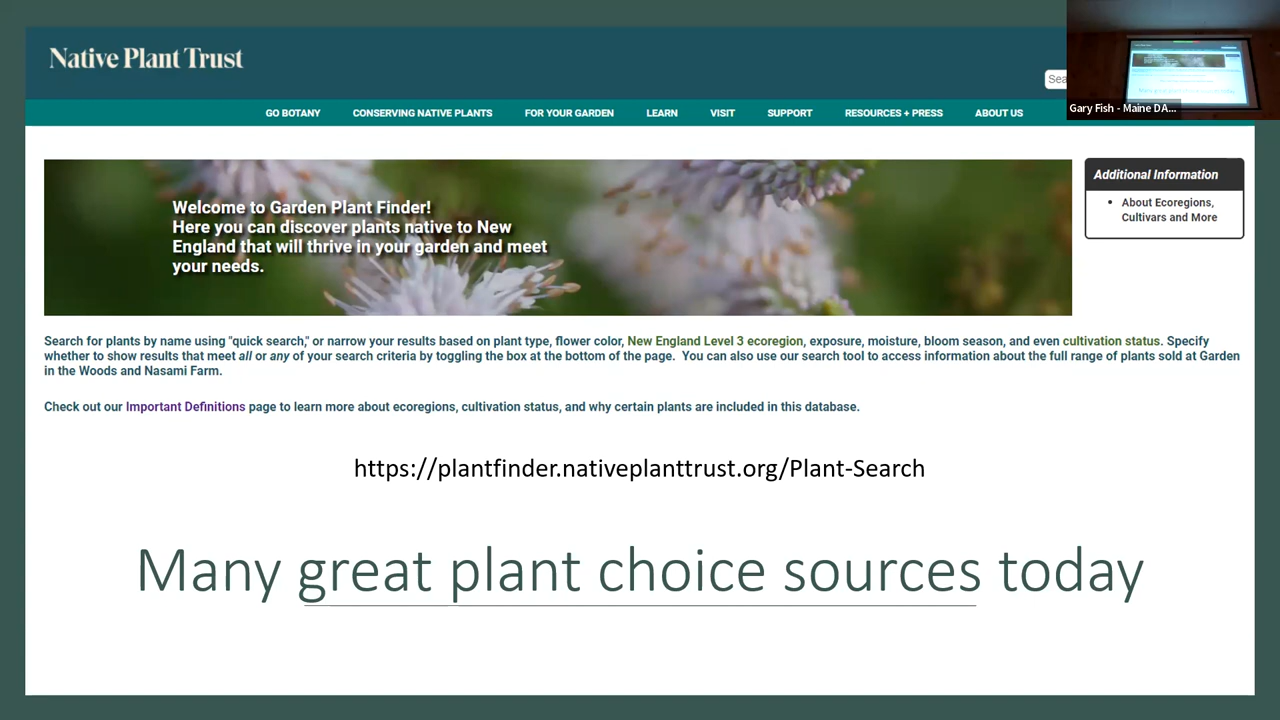 Native Plant Trust
Sea
Gary Fish - Maine DA...
GO BOTANY CONSERVING NATIVE PLANTS FOR YOUR GARDEN LEARN VISIT SUPPORT RESOURCES + PRESS ABOUT US
Welcome to Garden Plant Finder!
Here you can discover plants native to New
England that will thrive in your garden and meet
your needs.
Additional Information
• About Ecoregions,
Cultivars and More
Search for plants by name using "quick search," or narrow your results based on plant type, flower color, New England Level 3 ecoregion, exposure, moisture, bloom season, and even cultivation status. Specify
whether to show results that meet all or any of your search criteria by toggling the box at the bottom of the page. You can also use our search tool to access information about the full range of plants sold at Garden
in the Woods and Nasami Farm.
Check out our Important Definitions page to learn more about ecoregions, cultivation status, and why certain plants are included in this database.
https://plantfinder.nativeplanttrust.org/Plant-Search
Many great plant choice sources today